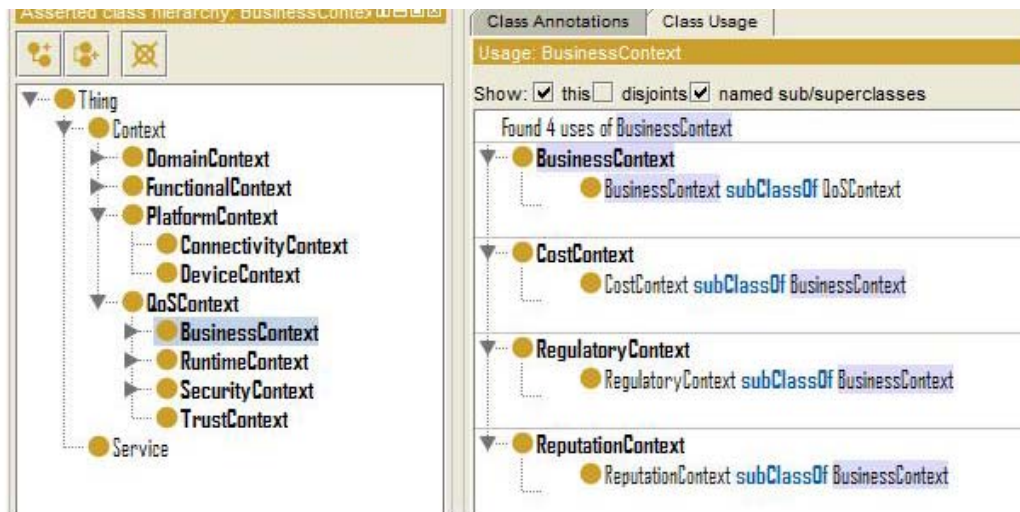 Asserted class hierarchy: BusinessContex
Thing
Context
DomainContext
FunctionalContext
PlatformContext
ConnectivityContext
DeviceContext
QoSContext
BusinessContext
RuntimeContext
SecurityContext
TrustContext
Service
Class Annotations Class Usage
Usage: BusinessContext
Show: this disjoints named sub/superclasses
Found 4 uses of BusinessContext
BusinessContext
BusinessContext subClassOf QoSContext
CostContext
CostContext subClassOf BusinessContext
RegulatoryContext
RegulatoryContext subClassOf BusinessContext
ReputationContext
ReputationContext subClassOf BusinessContext